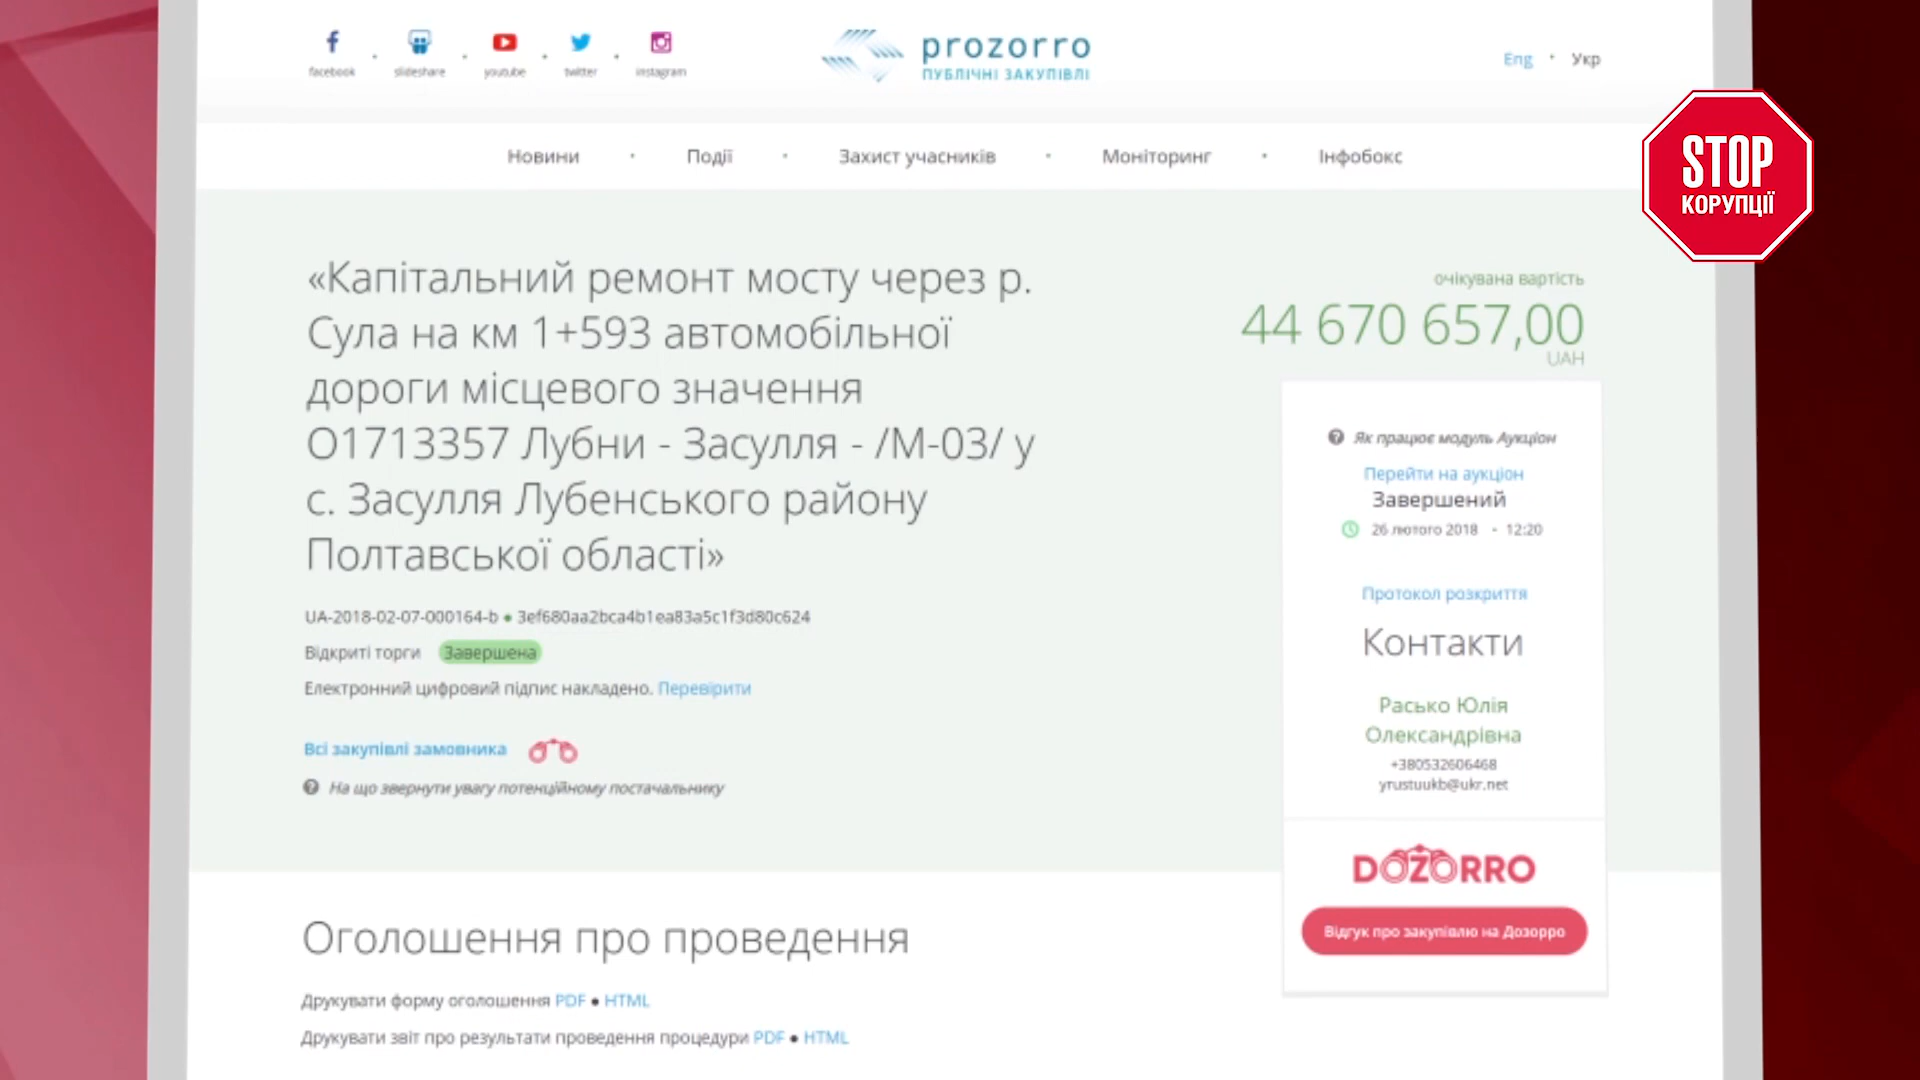 facebook · slideshare · youtube · twitter · instagram
prozorro
ПУБЛІЧНІ ЗАКУПІВЛІ
Eng · Укр
STOP
КОРУПЦІЇ
Новини · Події · Захист учасників · Моніторинг · Інфобокс
«Капітальний ремонт мосту через р.
Сула на км 1+593 автомобільної
дороги місцевого значення
О1713357 Лубни - Засулля - /М-03/ у
с. Засулля Лубенського району
Полтавської області»
UA-2018-02-07-000164-b ● 3ef680aa2bca4b1ea83a5c1f3d80c624
Відкриті торги Завершена
Електронний цифровий підпис накладено. Перевірити
Всі закупівлі замовника
На що звернути увагу потенційному постачальнику
очікувана вартість
44 670 657,00
UAH
Як працює модуль Аукціон
Перейти на аукціон
Завершений
26 лютого 2018 · 12:20
Протокол розкриття
Контакти
Расько Юлія
Олександрівна
+380532606468
yrustuukb@ukr.net
DOZORRO
Відгук про закупівлю на Дозорро
Оголошення про проведення
Друкувати форму оголошення PDF ● HTML
Друкувати звіт про результати проведення процедури PDF ● HTML